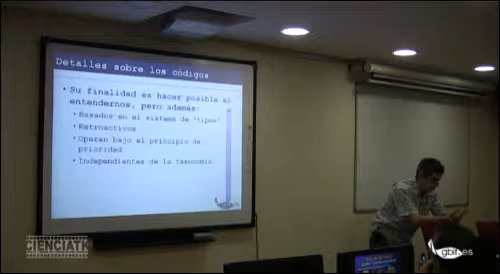 Detalles sobre los códigos
• Su finalidad es hacer posible el
entendernos, pero además:
• Basados en el sistema de "tipos"
• Retroactivos
• Operan bajo el principio de
prioridad
• Independientes de la taxonomía
CIENCIATK
gbif.es